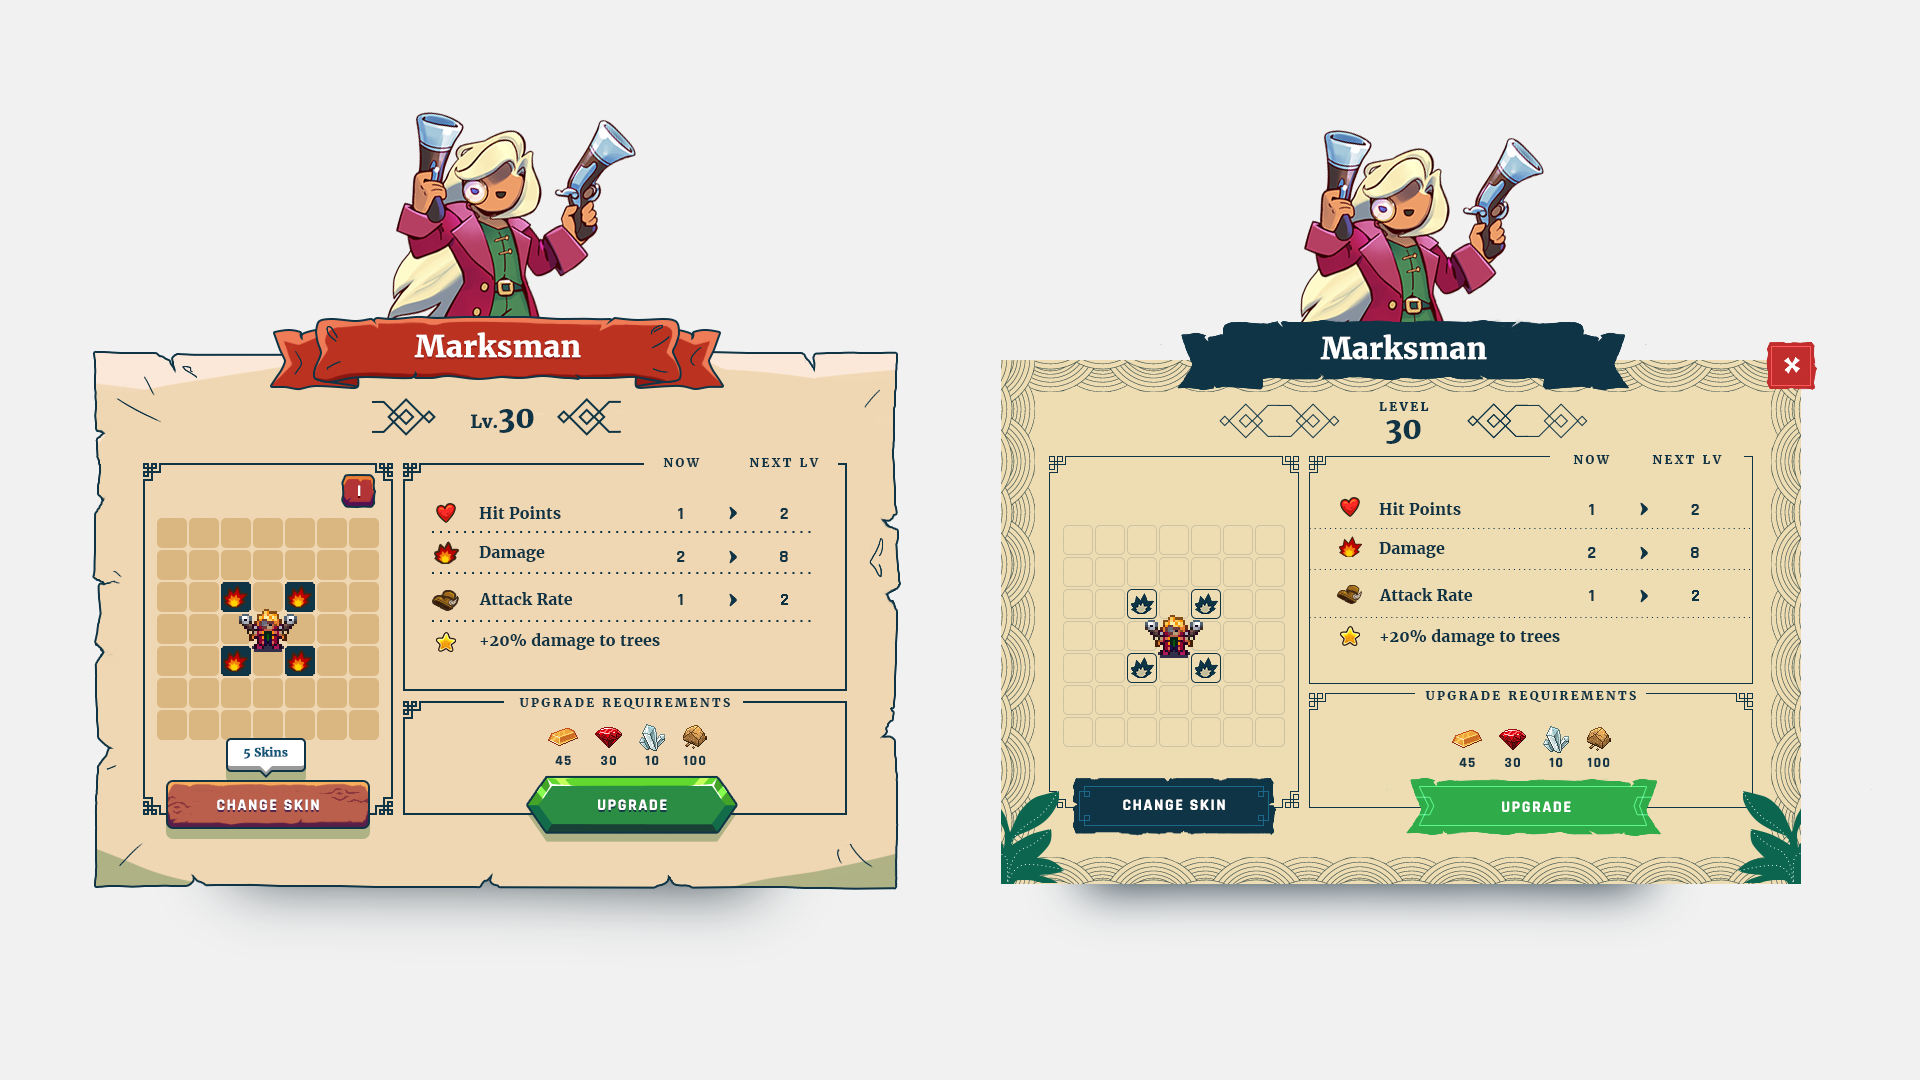 Marksman
Lv.30
NOW NEXT LV
I
Hit Points 1 2
Damage 2 8
Attack Rate 1 2
+20% damage to trees
UPGRADE REQUIREMENTS
45 30 10 100
5 Skins
CHANGE SKIN
UPGRADE
Marksman
LEVEL
30
NOW NEXT LV
Hit Points 1 2
Damage 2 8
Attack Rate 1 2
+20% damage to trees
UPGRADE REQUIREMENTS
45 30 10 100
CHANGE SKIN
UPGRADE